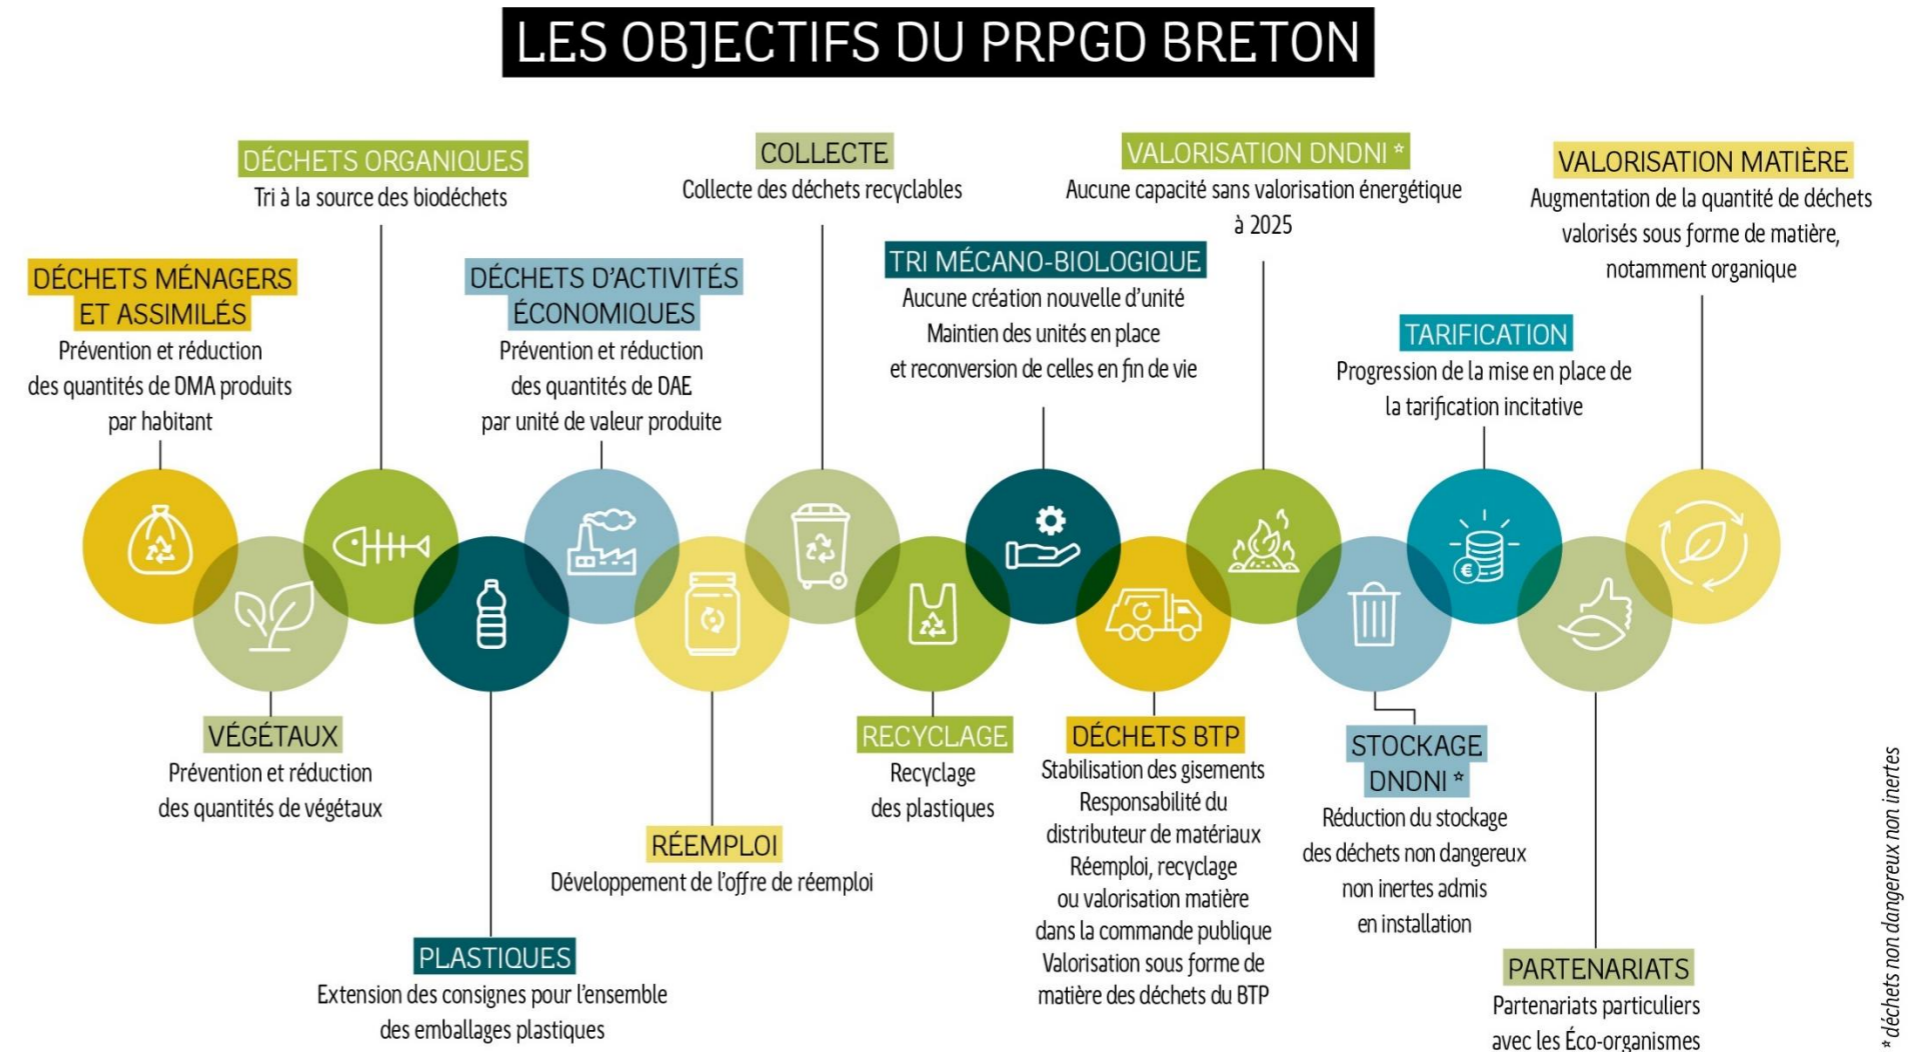 LES OBJECTIFS DU PRPGD BRETON
DÉCHETS MÉNAGERS
ET ASSIMILÉS
Prévention et réduction
des quantités de DMA produits
par habitant
VÉGÉTAUX
Prévention et réduction
des quantités de végétaux
DÉCHETS ORGANIQUES
Tri à la source des biodéchets
PLASTIQUES
Extension des consignes pour l'ensemble
des emballages plastiques
DÉCHETS D'ACTIVITÉS
ÉCONOMIQUES
Prévention et réduction
des quantités de DAE
par unité de valeur produite
RÉEMPLOI
Développement de l'offre de réemploi
COLLECTE
Collecte des déchets recyclables
RECYCLAGE
Recyclage
des plastiques
TRI MÉCANO-BIOLOGIQUE
Aucune création nouvelle d'unité
Maintien des unités en place
et reconversion de celles en fin de vie
DÉCHETS BTP
Stabilisation des gisements
Responsabilité du
distributeur de matériaux
Réemploi, recyclage
ou valorisation matière
dans la commande publique
Valorisation sous forme de
matière des déchets du BTP
VALORISATION DNDNI *
Aucune capacité sans valorisation énergétique
à 2025
STOCKAGE
DNDNI *
Réduction du stockage
des déchets non dangereux
non inertes admis
en installation
TARIFICATION
Progression de la mise en place de
la tarification incitative
€
PARTENARIATS
Partenariats particuliers
avec les Éco-organismes
VALORISATION MATIÈRE
Augmentation de la quantité de déchets
valorisés sous forme de matière,
notamment organique
* déchets non dangereux non inertes